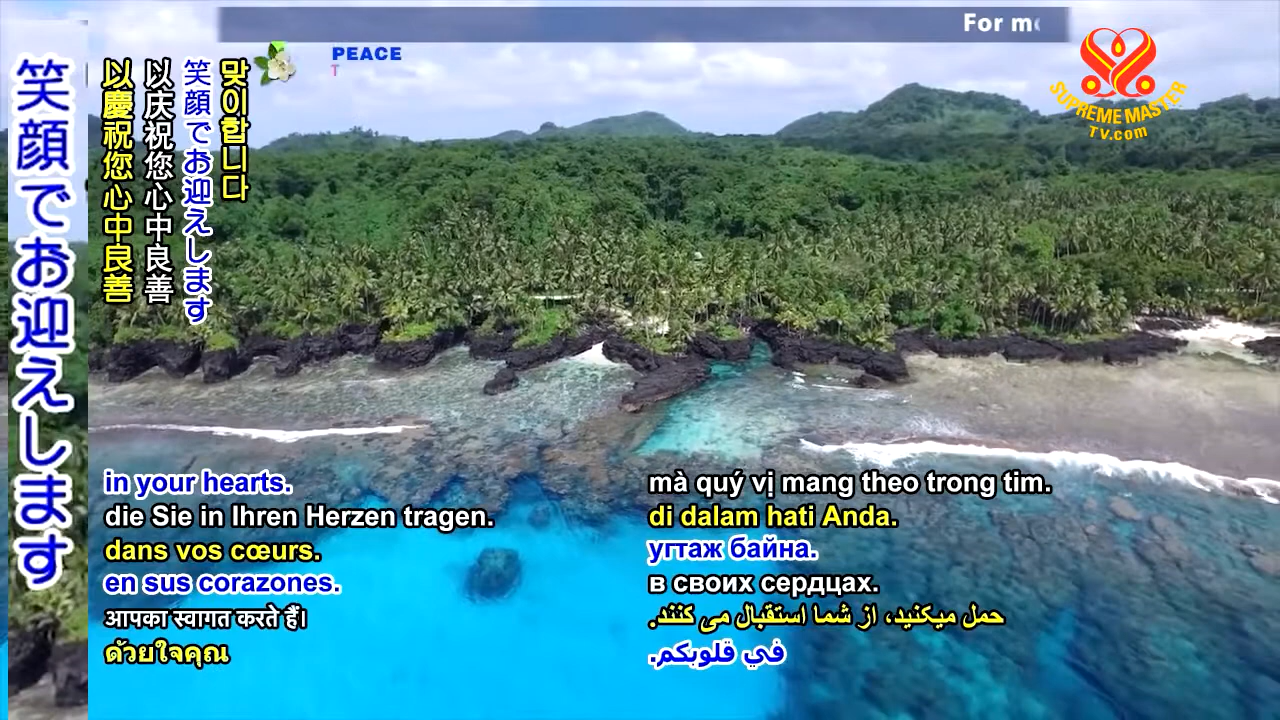 For m
PEACE
T
SUPREME MASTER
TV.com
笑顔でお迎えします
以慶祝您心中良善
以庆祝您心中良善
笑顔でお迎えします
맞이합니다
in your hearts.
die Sie in Ihren Herzen tragen.
dans vos cœurs.
en sus corazones.
आपका स्वागत करते हैं।
ด้วยใจคุณ
mà quý vị mang theo trong tim.
di dalam hati Anda.
угтаж байна.
в своих сердцах.
حمل میکنید، از شما استقبال می کنند.
في قلوبكم.